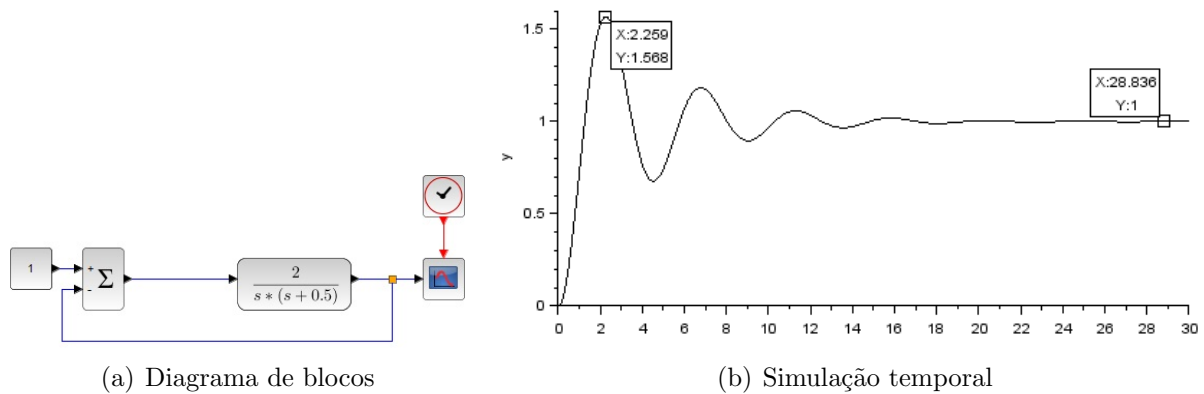 1
+
-
Σ
2
s ∗ (s + 0.5)
(a) Diagrama de blocos
y
1.5
1
0.5
0
X:2.259
Y:1.568
X:28.836
Y:1
0 2 4 6 8 10 12 14 16 18 20 22 24 26 28 30
(b) Simulação temporal